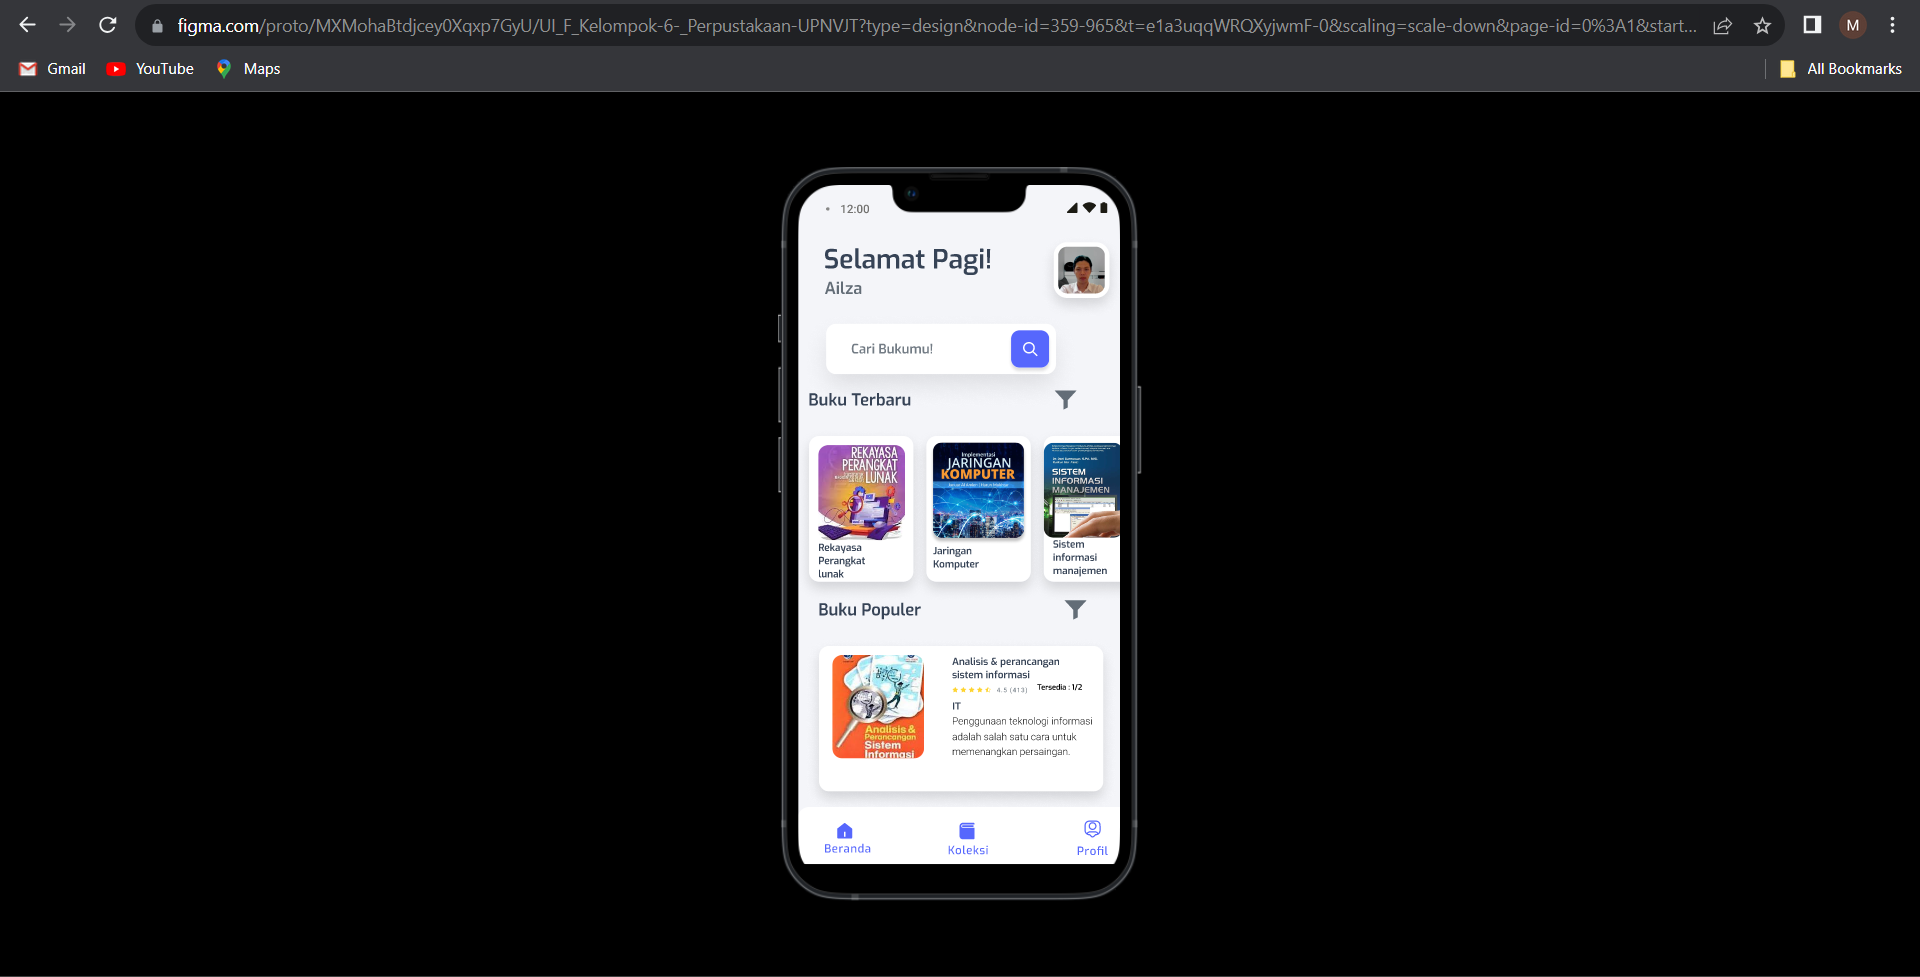 figma.com/proto/MXMohaBtdjcey0Xqxp7GyU/UI_F_Kelompok-6-_Perpustakaan-UPNVJT?type=design&node-id=359-965&t=e1a3uqqWRQXyjwmF-0&scaling=scale-down&page-id=0%3A1&start...
M
Gmail
YouTube
Maps
All Bookmarks
12:00
Selamat Pagi!
Ailza
Cari Bukumu!
Buku Terbaru
REKAYASA
PERANGKAT
LUNAK
Implementasi
JARINGAN
KOMPUTER
SISTEM
INFORMASI
MANAJEMEN
Rekayasa
Perangkat
lunak
Jaringan
Komputer
Sistem
informasi
manajemen
Buku Populer
Analisis &
Perancangan
Sistem
Informasi
Analisis & perancangan
sistem informasi
4.5 (413)
Tersedia : 1/2
IT
Penggunaan teknologi informasi
adalah salah satu cara untuk
memenangkan persaingan.
Beranda
Koleksi
Profil